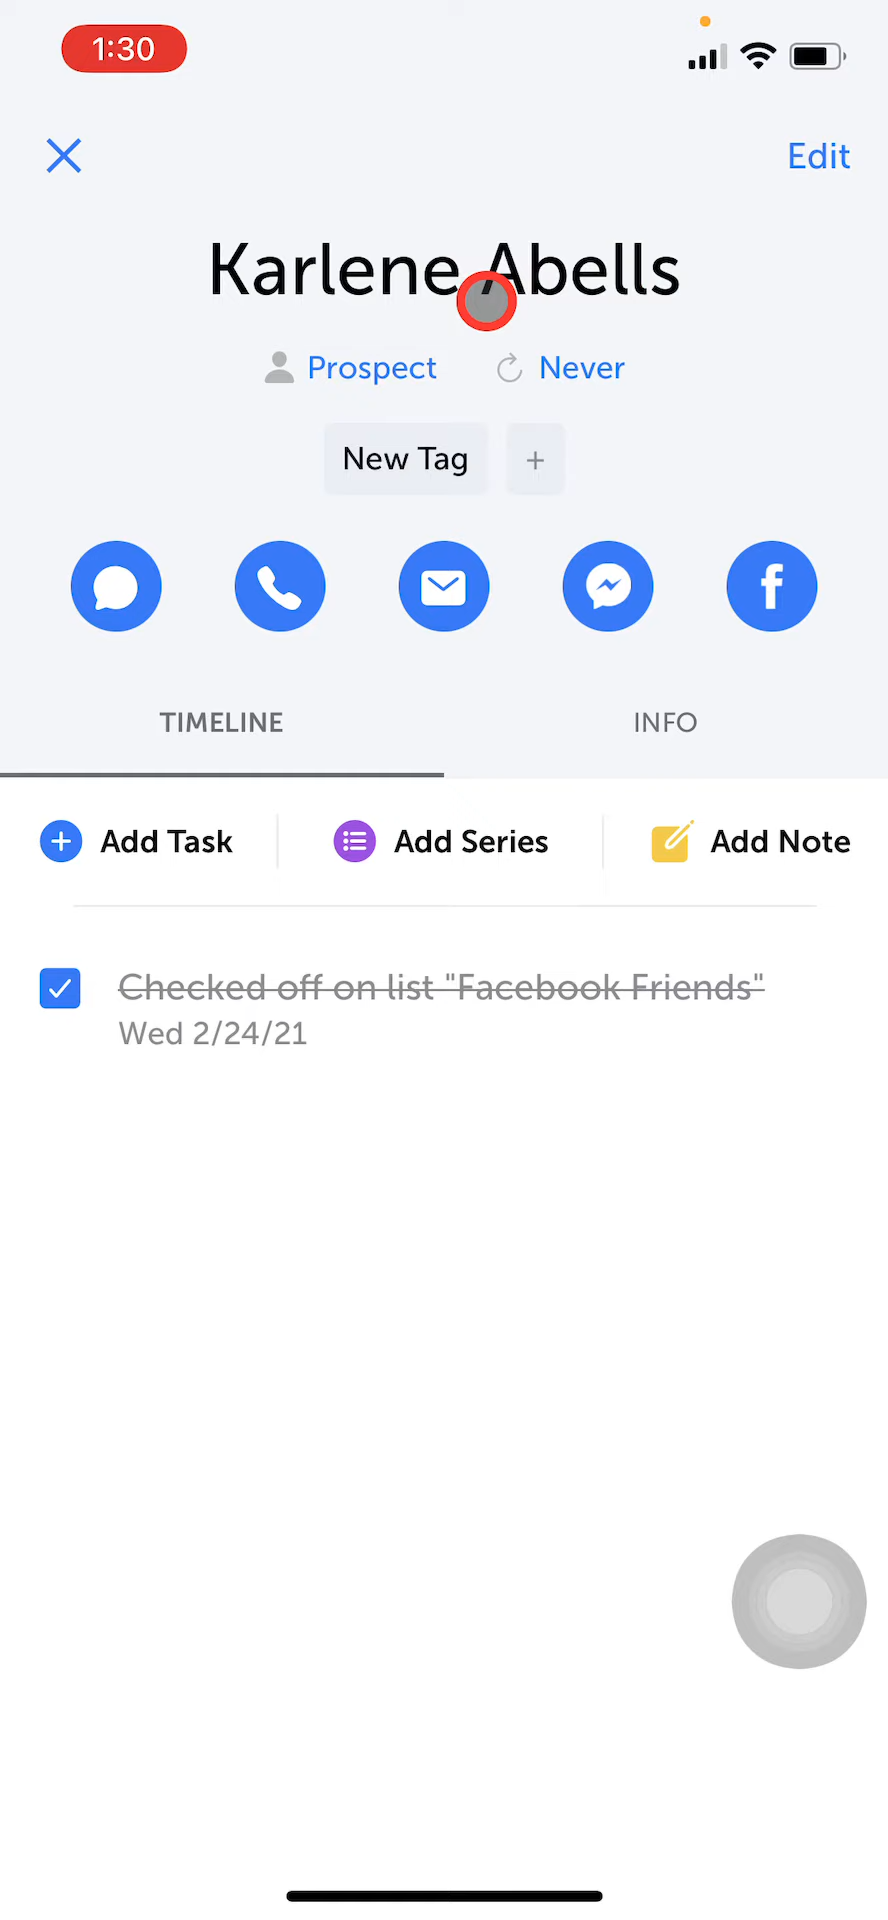 1:30
Edit
Karlene Abells
Prospect Never
New Tag +
TIMELINE INFO
Add Task Add Series Add Note
Checked off on list "Facebook Friends"
Wed 2/24/21